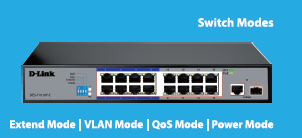 Switch Modes
D-Link
Extend Mode | VLAN Mode | QoS Mode | Power Mode